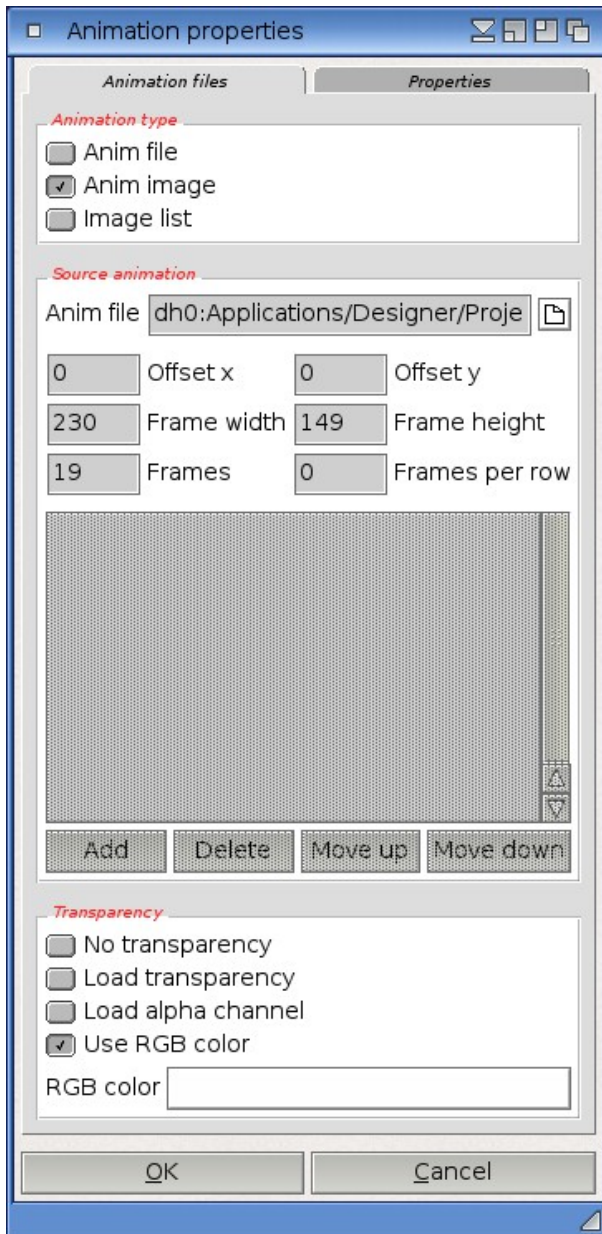 Animation properties
Animation files Properties
Animation type
Anim file
Anim image
Image list
Source animation
Anim file dh0:Applications/Designer/Proje
0 Offset x 0 Offset y
230 Frame width 149 Frame height
19 Frames 0 Frames per row
Add Delete Move up Move down
Transparency
No transparency
Load transparency
Load alpha channel
Use RGB color
RGB color
OK Cancel